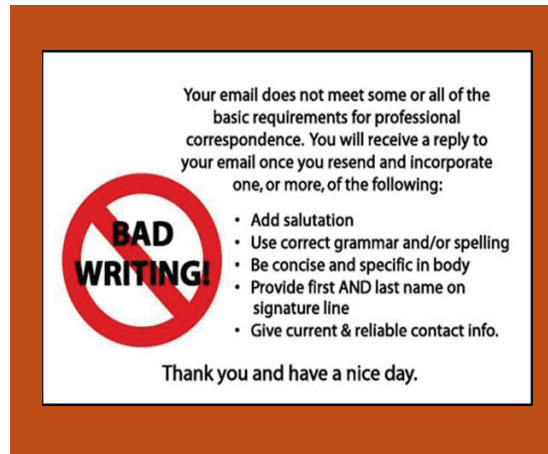 Your email does not meet some or all of the
basic requirements for professional
correspondence. You will receive a reply to
your email once you resend and incorporate
one, or more, of the following:
BAD
WRITING!
• Add salutation
• Use correct grammar and/or spelling
• Be concise and specific in body
• Provide first AND last name on
signature line
• Give current & reliable contact info.
Thank you and have a nice day.